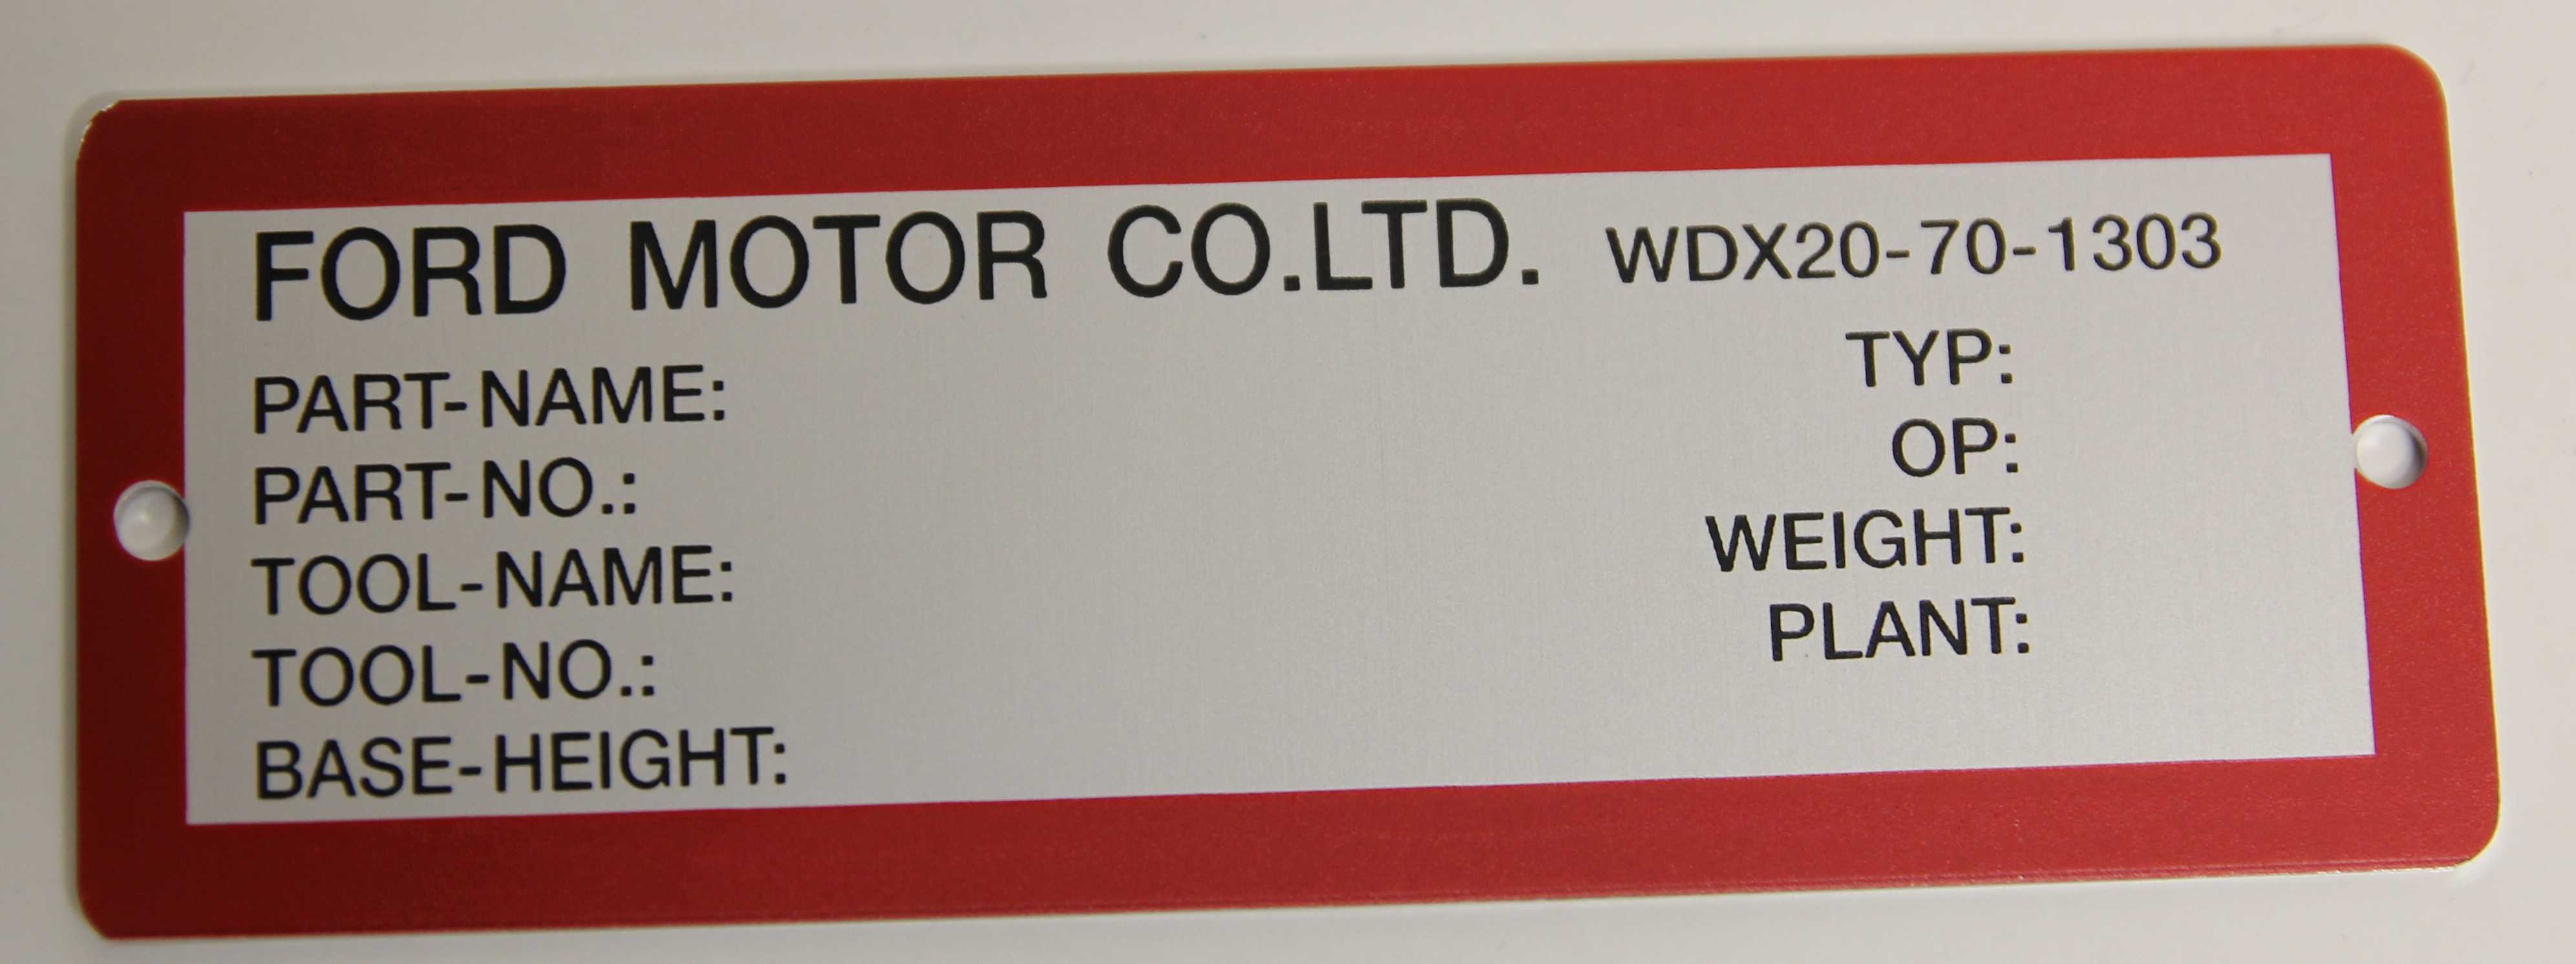 FORD MOTOR CO.LTD. WDX20-70-1303
PART-NAME: TYP:
PART-NO.: OP:
TOOL-NAME: WEIGHT:
TOOL-NO.: PLANT:
BASE-HEIGHT: